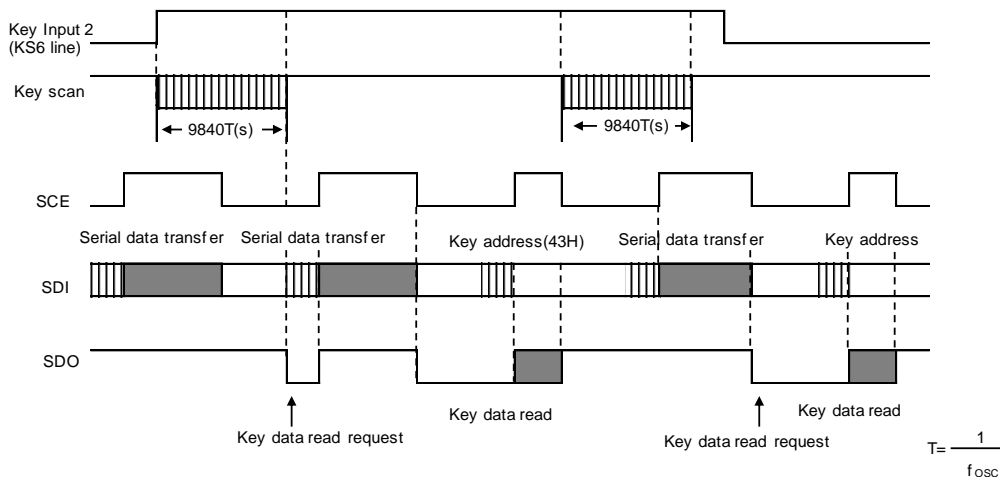 Key Input 2
(KS6 line)
Key scan
9840T(s)
9840T(s)
SCE
Serial data transfer
Serial data transfer
Key address(43H)
Serial data transfer
Key address
SDI
SDO
Key data read
Key data read
Key data read request
Key data read request
T= 1
fOSC